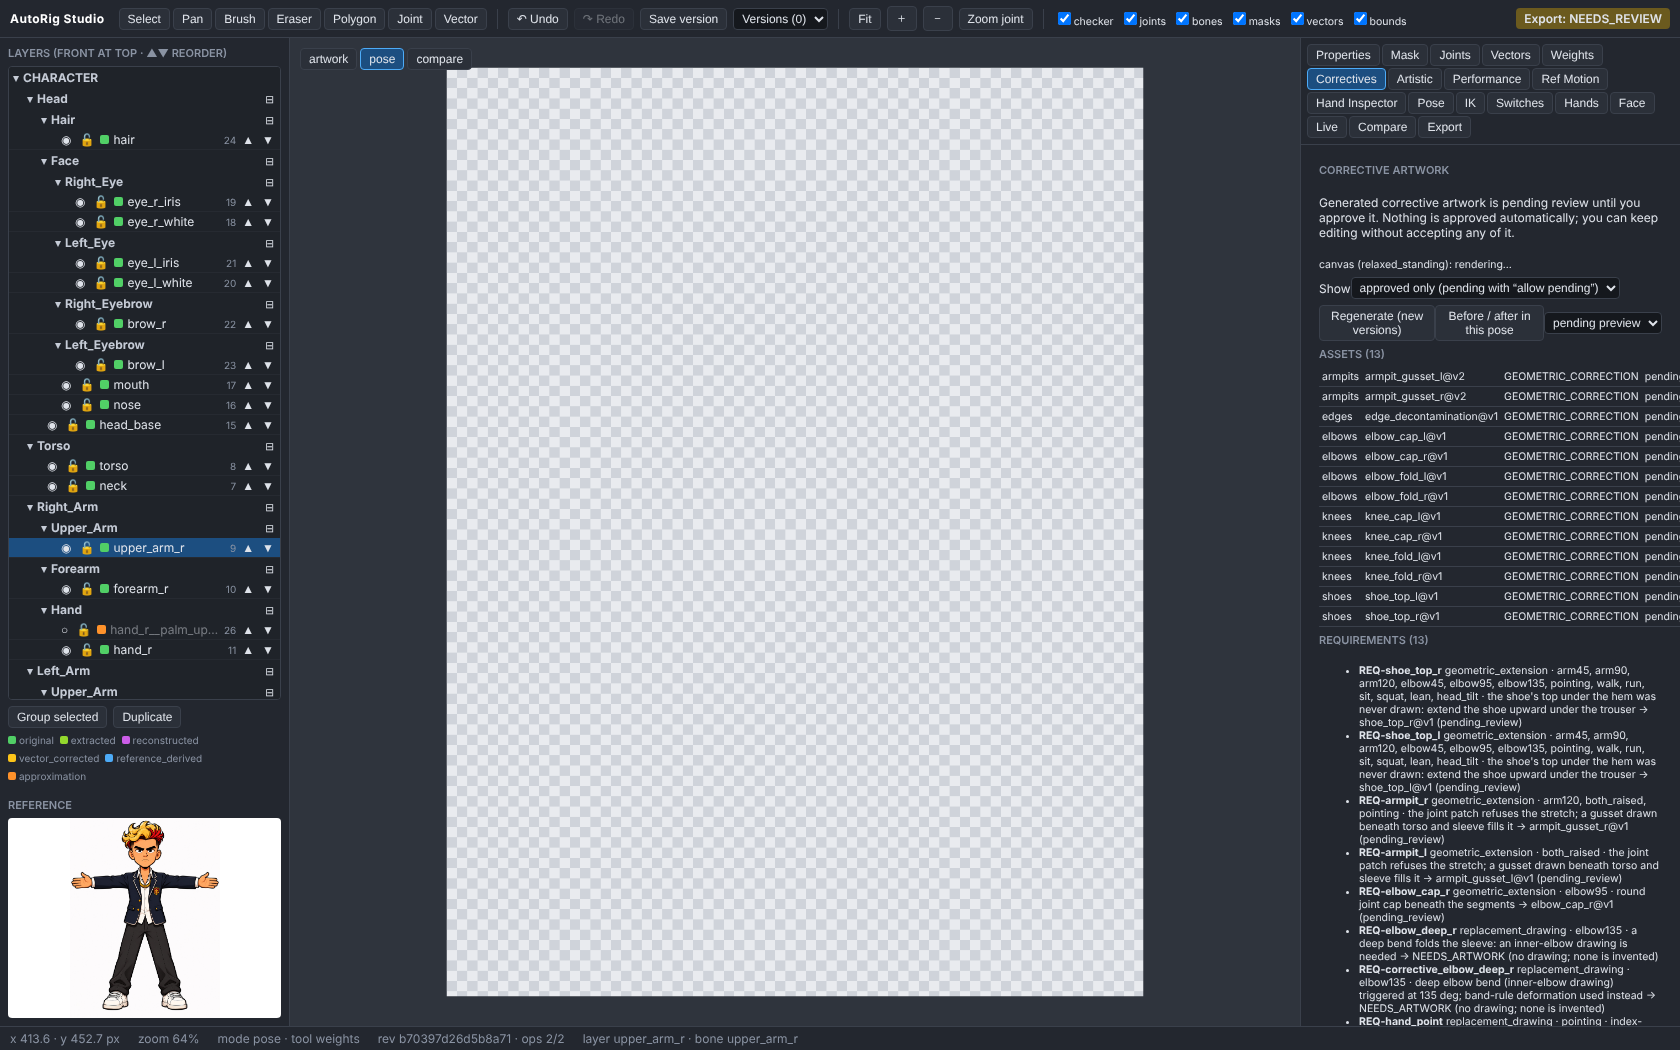 AutoRig Studio Select Pan Brush Eraser Polygon Joint Vector ↶ Undo ↷ Redo Save version Versions (0) Fit + − Zoom joint checker joints bones masks vectors bounds Export: NEEDS_REVIEW
LAYERS (FRONT AT TOP · ▲▼ REORDER)
▾ CHARACTER
▾ Head
▾ Hair
hair 24 ▲ ▼
▾ Face
▾ Right_Eye
eye_r_iris 19 ▲ ▼
eye_r_white 18 ▲ ▼
▾ Left_Eye
eye_l_iris 21 ▲ ▼
eye_l_white 20 ▲ ▼
▾ Right_Eyebrow
brow_r 22 ▲ ▼
▾ Left_Eyebrow
brow_l 23 ▲ ▼
mouth 17 ▲ ▼
nose 16 ▲ ▼
head_base 15 ▲ ▼
▾ Torso
torso 8 ▲ ▼
neck 7 ▲ ▼
▾ Right_Arm
▾ Upper_Arm
upper_arm_r 9 ▲ ▼
▾ Forearm
forearm_r 10 ▲ ▼
▾ Hand
hand_r__palm_up... 26 ▲ ▼
hand_r 11 ▲ ▼
▾ Left_Arm
▾ Upper_Arm
Group selected Duplicate
original extracted reconstructed
vector_corrected reference_derived
approximation
REFERENCE
artwork pose compare
Properties Mask Joints Vectors Weights
Correctives Artistic Performance Ref Motion
Hand Inspector Pose IK Switches Hands Face
Live Compare Export
CORRECTIVE ARTWORK
Generated corrective artwork is pending review until you
approve it. Nothing is approved automatically; you can keep
editing without accepting any of it.
canvas (relaxed_standing): rendering...
Show approved only (pending with “allow pending”)
Regenerate (new versions) Before / after in this pose pending preview
ASSETS (13)
armpits armpit_gusset_l@v2 GEOMETRIC_CORRECTION pending
armpits armpit_gusset_r@v2 GEOMETRIC_CORRECTION pending
edges edge_decontamination@v1 GEOMETRIC_CORRECTION pending
elbows elbow_cap_l@v1 GEOMETRIC_CORRECTION pending
elbows elbow_cap_r@v1 GEOMETRIC_CORRECTION pending
elbows elbow_fold_l@v1 GEOMETRIC_CORRECTION pending
elbows elbow_fold_r@v1 GEOMETRIC_CORRECTION pending
knees knee_cap_l@v1 GEOMETRIC_CORRECTION pending
knees knee_cap_r@v1 GEOMETRIC_CORRECTION pending
knees knee_fold_l@v1 GEOMETRIC_CORRECTION pending
knees knee_fold_r@v1 GEOMETRIC_CORRECTION pending
shoes shoe_top_l@v1 GEOMETRIC_CORRECTION pending
shoes shoe_top_r@v1 GEOMETRIC_CORRECTION pending
REQUIREMENTS (13)
• REQ-shoe_top_r geometric_extension · arm45, arm90,
arm120, elbow45, elbow95, elbow135, pointing, walk, run,
sit, squat, lean, head_tilt · the shoe's top under the hem was
never drawn: extend the shoe upward under the trouser →
shoe_top_r@v1 (pending_review)
• REQ-shoe_top_l geometric_extension · arm45, arm90,
arm120, elbow45, elbow95, elbow135, pointing, walk, run,
sit, squat, lean, head_tilt · the shoe's top under the hem was
never drawn: extend the shoe upward under the trouser →
shoe_top_l@v1 (pending_review)
• REQ-armpit_r geometric_extension · arm120, both_raised,
pointing · the joint patch refuses the stretch; a gusset drawn
beneath torso and sleeve fills it → armpit_gusset_r@v1
(pending_review)
• REQ-armpit_l geometric_extension · both_raised · the joint
patch refuses the stretch; a gusset drawn beneath torso and
sleeve fills it → armpit_gusset_l@v1 (pending_review)
• REQ-elbow_cap_r geometric_extension · elbow95 · round
joint cap beneath the segments → elbow_cap_r@v1
(pending_review)
• REQ-elbow_deep_r replacement_drawing · elbow135 · a
deep bend folds the sleeve: an inner-elbow drawing is
needed → NEEDS_ARTWORK (no drawing; none is invented)
• REQ-corrective_elbow_deep_r replacement_drawing ·
elbow135 · deep elbow bend (inner-elbow drawing)
triggered at 135 deg; band-rule deformation used instead →
NEEDS_ARTWORK (no drawing; none is invented)
• REQ-hand_point replacement_drawing · pointing · index-
x 413.6 · y 452.7 px zoom 64% mode pose · tool weights rev b70397d26d5b8a71 · ops 2/2 layer upper_arm_r · bone upper_arm_r